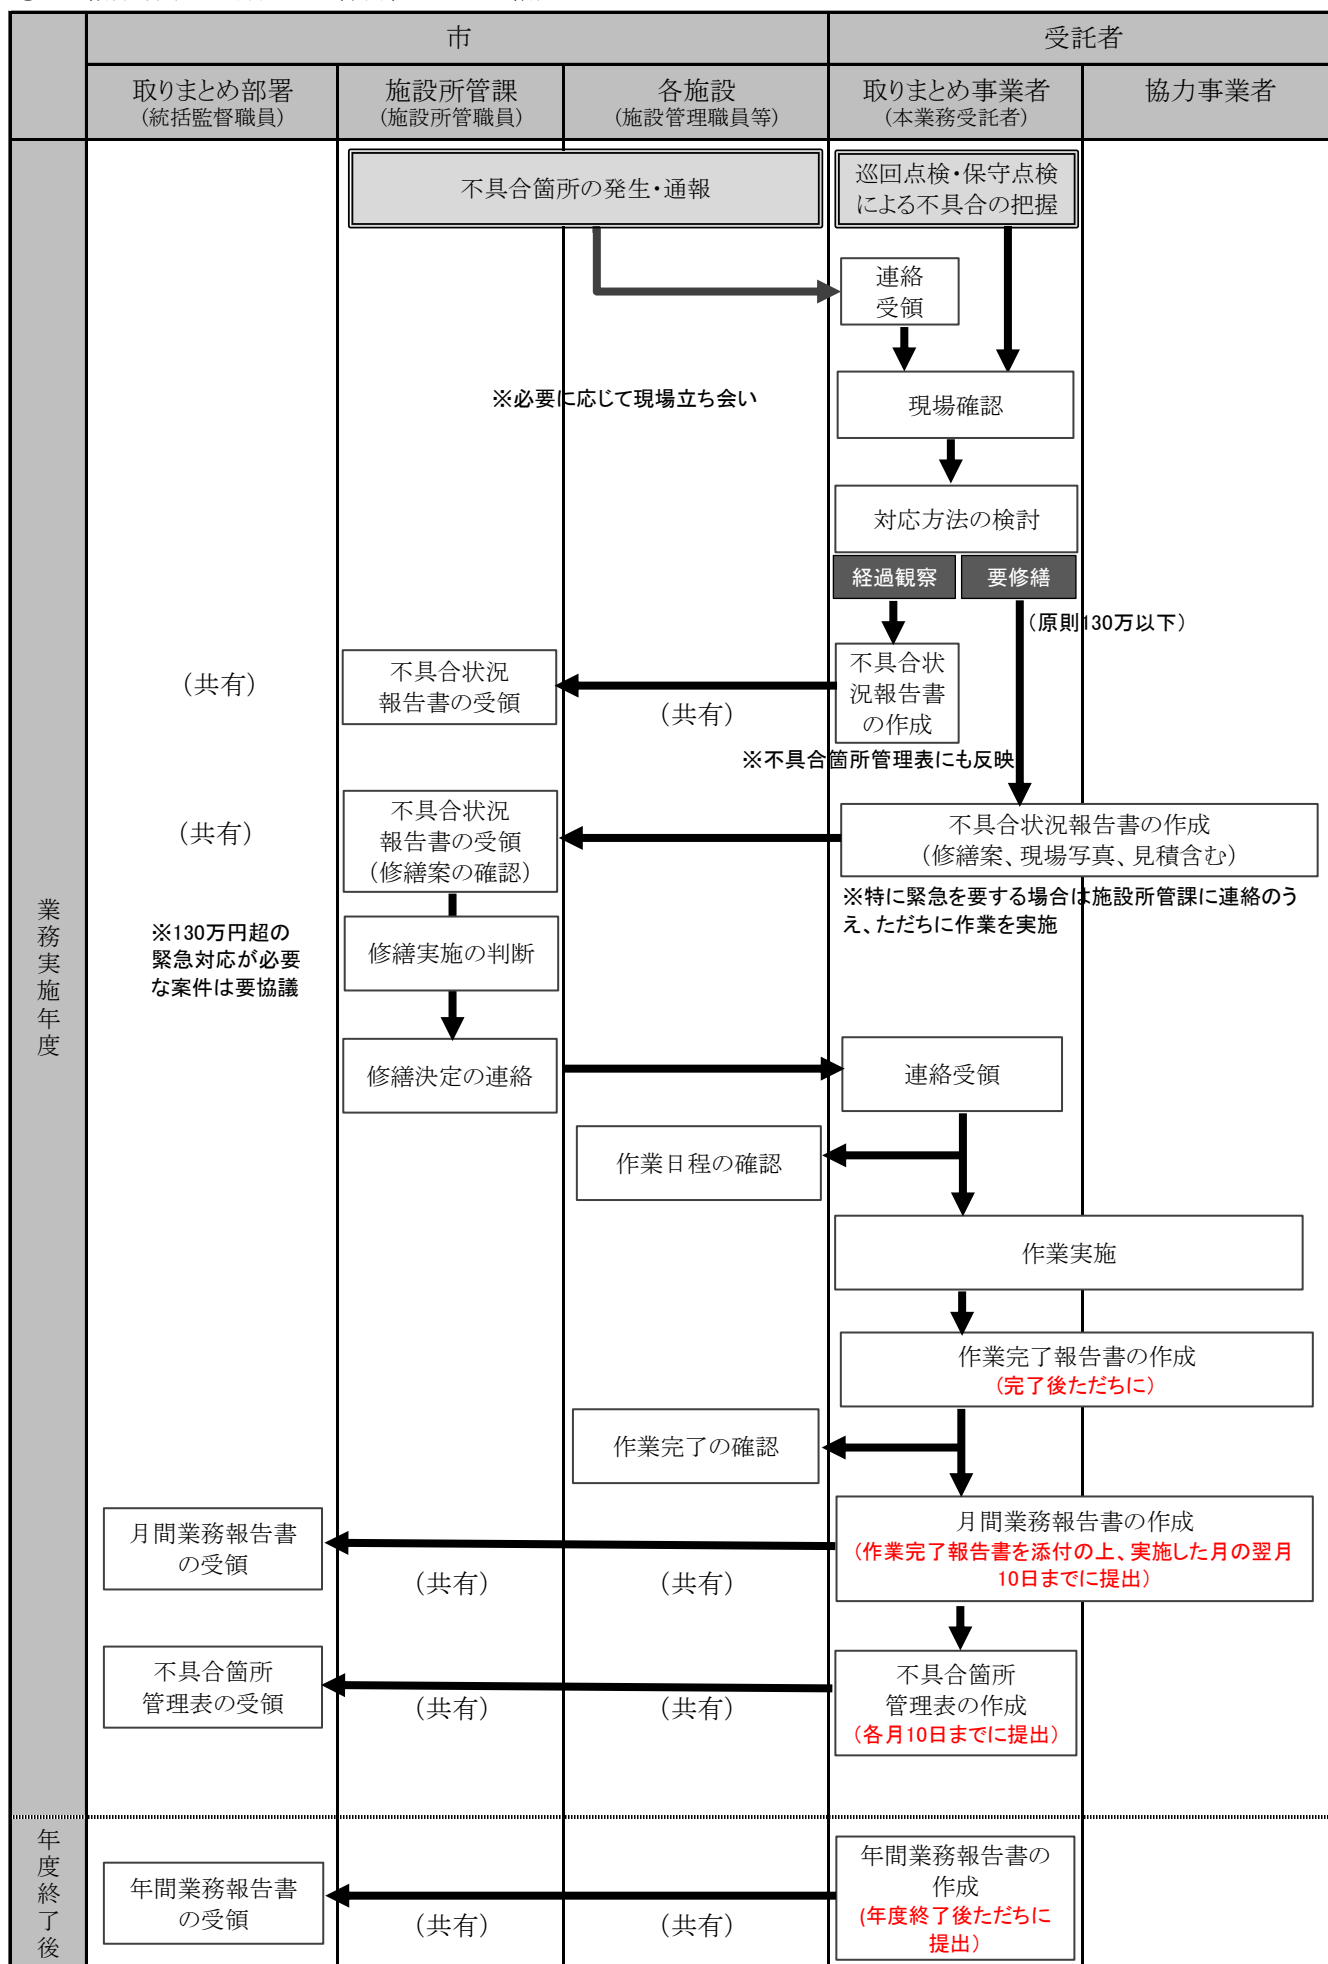 市
受託者
取りまとめ部署
(統括監督職員)
施設所管課
(施設所管職員)
各施設
(施設管理職員等)
取りまとめ事業者
(本業務受託者)
協力事業者
不具合箇所の発生・通報
巡回点検・保守点検
による不具合の把握
連絡
受領
※必要に応じて現場立ち会い
現場確認
対応方法の検討
経過観察
要修繕
(原則130万以下)
(共有)
不具合状況
報告書の受領
(共有)
不具合状
況報告書
の作成
※不具合箇所管理表にも反映
(共有)
不具合状況
報告書の受領
(修繕案の確認)
不具合状況報告書の作成
(修繕案、現場写真、見積含む)
※特に緊急を要する場合は施設所管課に連絡のう
え、ただちに作業を実施
業務実施年度
※130万円超の
緊急対応が必要
な案件は要協議
修繕実施の判断
修繕決定の連絡
連絡受領
作業日程の確認
作業実施
作業完了報告書の作成
(完了後ただちに)
作業完了の確認
月間業務報告書
の受領
(共有)
(共有)
月間業務報告書の作成
(作業完了報告書を添付の上、実施した月の翌月
10日までに提出)
不具合箇所
管理表の受領
(共有)
(共有)
不具合箇所
管理表の作成
(各月10日までに提出)
年度終了後
年間業務報告書
の受領
(共有)
(共有)
年間業務報告書の
作成
(年度終了後ただちに
提出)